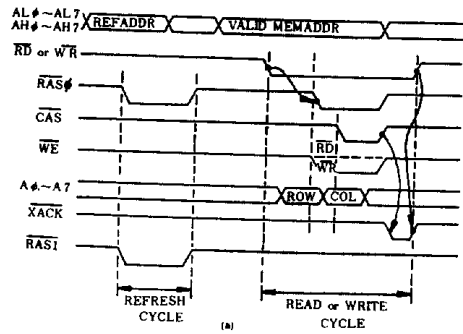 ALφ~AL7
AHφ~AH7
REFADDR
VALID MEMADDR
RD or WR
RASφ
CAS
WE
RD
WR
Aφ~A7
ROW
COL
XACK
RAS1
REFRESH
CYCLE
READ or WRITE
CYCLE
(a)